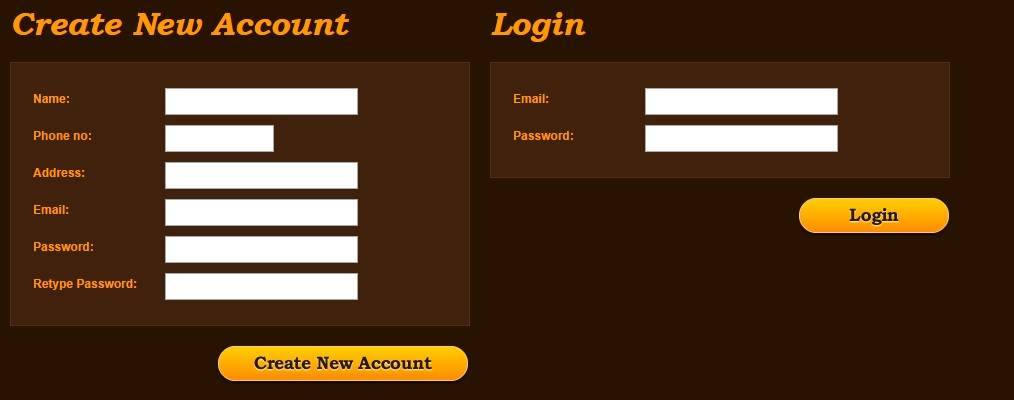 Create New Account
Name:
Phone no:
Address:
Email:
Password:
Retype Password:
Create New Account
Login
Email:
Password:
Login